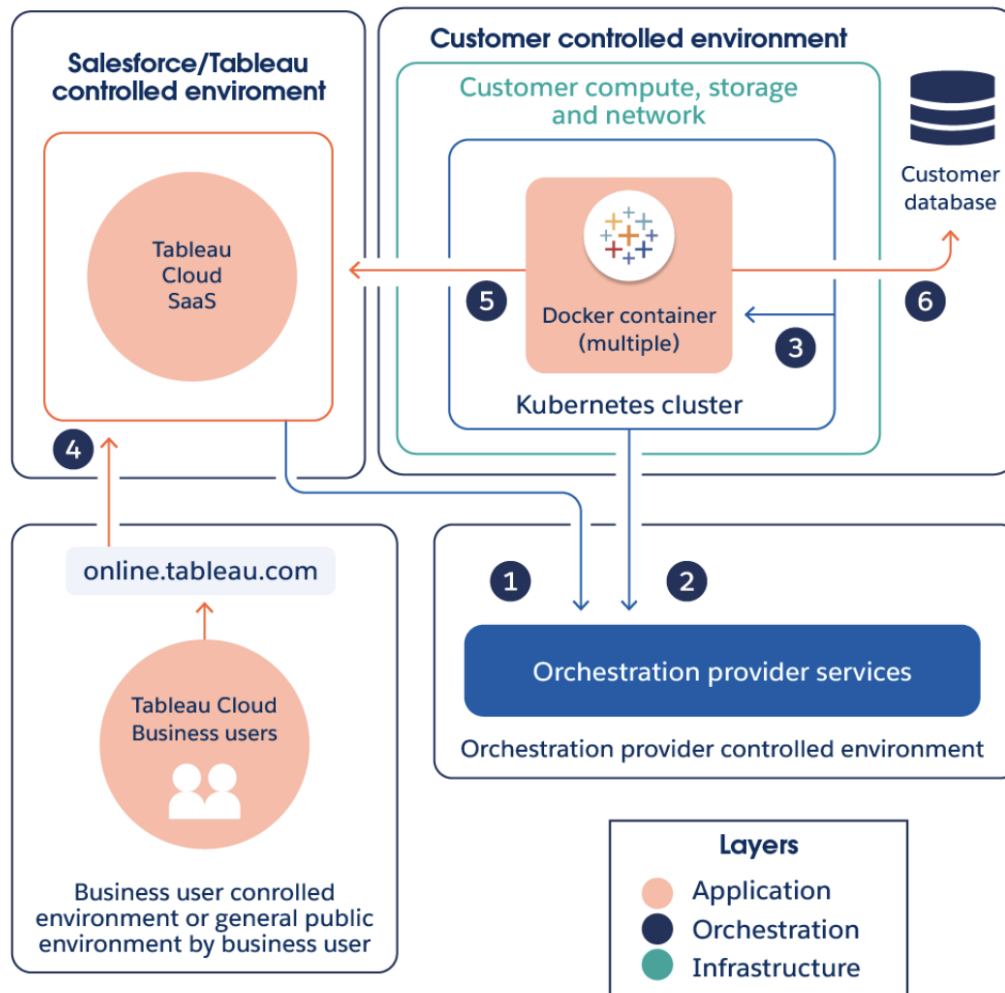 Salesforce/Tableau
controlled enviroment
Tableau
Cloud
SaaS
Customer controlled environment
Customer compute, storage
and network
Docker container
(multiple)
Kubernetes cluster
Customer
database
5
3
6
4
online.tableau.com
Tableau Cloud
Business users
Business user conrolled
environment or general public
environment by business user
1
2
Orchestration provider services
Orchestration provider controlled environment
Layers
Application
Orchestration
Infrastructure